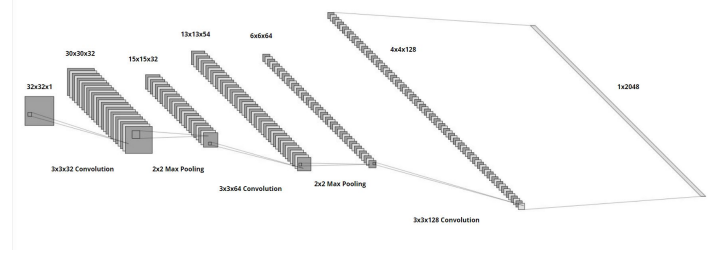 13x13x54
6x6x64
30x30x32
4x4x128
15x15x32
32x32x1
1x2048
3x3x32 Convolution
2x2 Max Pooling
3x3x64 Convolution
2x2 Max Pooling
3x3x128 Convolution